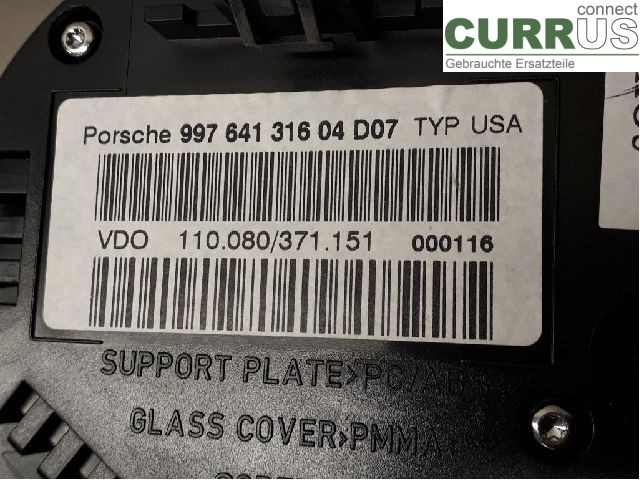 connect
CURRUS
Gebrauchte Ersatzteile
Porsche 997 641 316 04 D07 TYP USA
VDO 110.080/371.151 000116
SUPPORT PLATE>PC/ABS<
GLASS COVER>PMMA